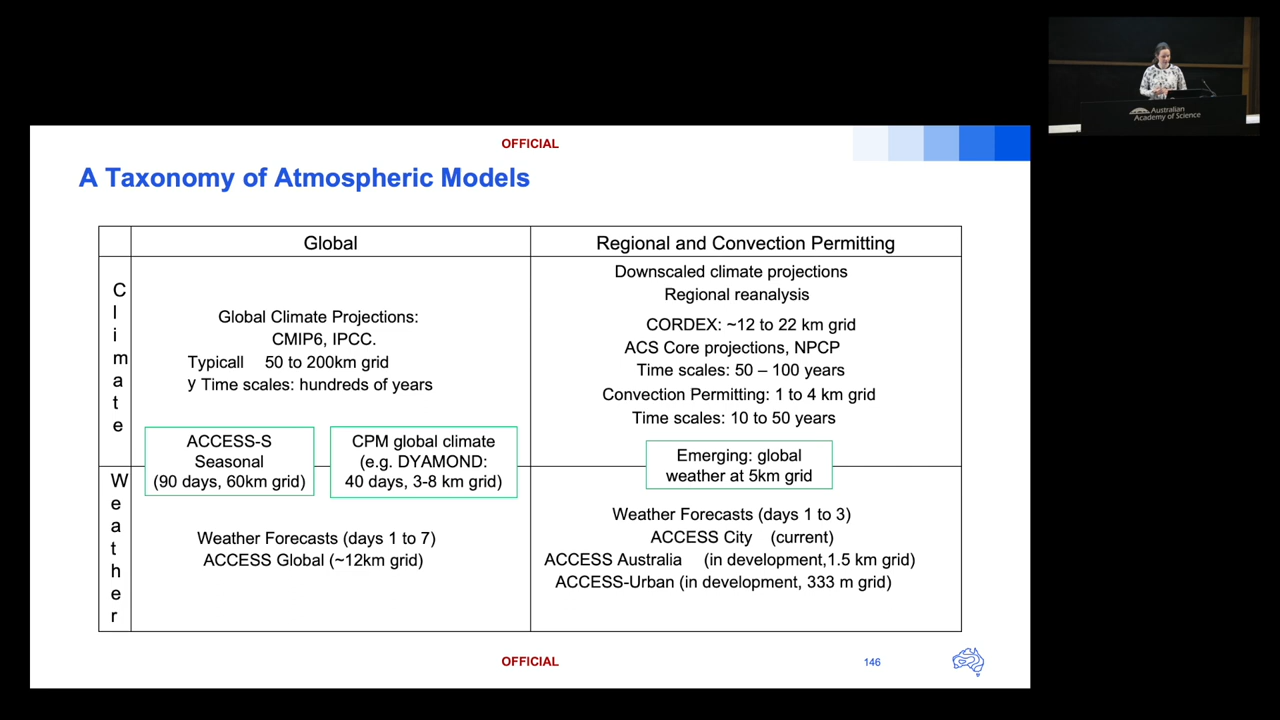 Australian
Academy of Science
OFFICIAL
A Taxonomy of Atmospheric Models
Global
Regional and Convection Permitting
Climate
Global Climate Projections:
CMIP6, IPCC.
Typicall 50 to 200km grid
y Time scales: hundreds of years
Downscaled climate projections
Regional reanalysis
CORDEX: ~12 to 22 km grid
ACS Core projections, NPCP
Time scales: 50 – 100 years
Convection Permitting: 1 to 4 km grid
Time scales: 10 to 50 years
ACCESS-S
Seasonal
(90 days, 60km grid)
CPM global climate
(e.g. DYAMOND:
40 days, 3-8 km grid)
Emerging: global
weather at 5km grid
Weather
Weather Forecasts (days 1 to 7)
ACCESS Global (~12km grid)
Weather Forecasts (days 1 to 3)
ACCESS City (current)
ACCESS Australia (in development,1.5 km grid)
ACCESS-Urban (in development, 333 m grid)
OFFICIAL
146